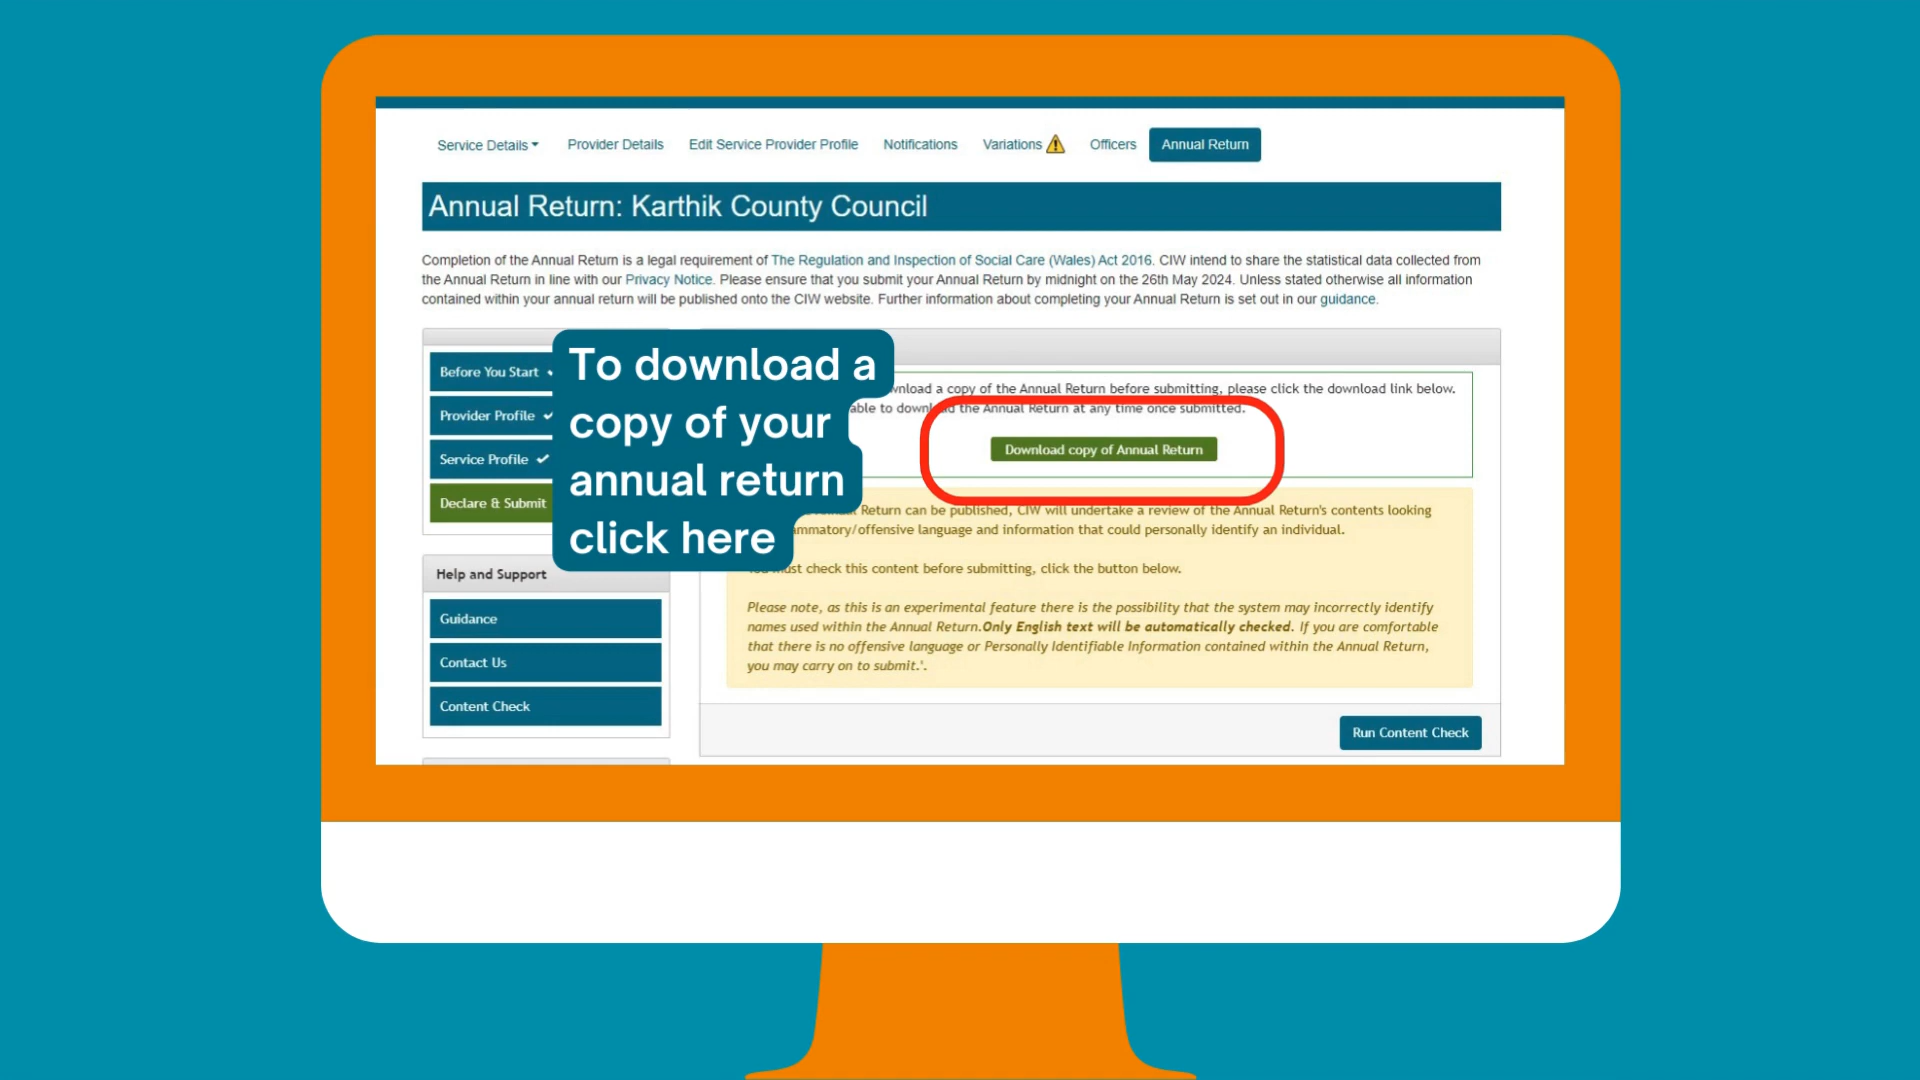 Service Details
Provider Details
Edit Service Provider Profile
Notifications
Variations
Officers
Annual Return
Annual Return: Karthik County Council
Completion of the Annual Return is a legal requirement of The Regulation and Inspection of Social Care (Wales) Act 2016. CIW intend to share the statistical data collected from
the Annual Return in line with our Privacy Notice. Please ensure that you submit your Annual Return by midnight on the 26th May 2024. Unless stated otherwise all information
contained within your annual return will be published onto the CIW website. Further information about completing your Annual Return is set out in our guidance.
Before You Start
Provider Profile
Service Profile
Declare & Submit
To download a
copy of your
annual return
click here
a copy of the Annual Return before submitting, please click the download link below.
to the Annual Return at any time once submitted.
Download copy of Annual Return
Return can be published, CIW will undertake a review of the Annual Return's contents looking
language and information that could personally identify an individual.
check this content before submitting, click the button below.
Please note, as this is an experimental feature there is the possibility that the system may incorrectly identify
names used within the Annual Return.Only English text will be automatically checked. If you are comfortable
that there is no offensive language or Personally Identifiable Information contained within the Annual Return,
you may carry on to submit.'.
Run Content Check
Help and Support
Guidance
Contact Us
Content Check